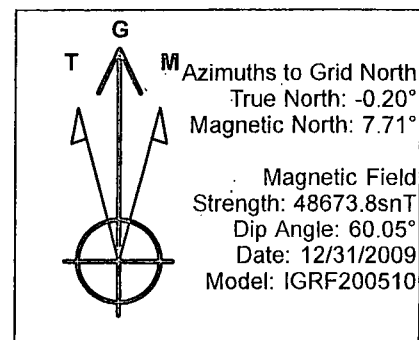 G
T M
Azimuths to Grid North
True North: -0.20°
Magnetic North: 7.71°
Magnetic Field
Strength: 48673.8snT
Dip Angle: 60.05°
Date: 12/31/2009
Model: IGRF200510